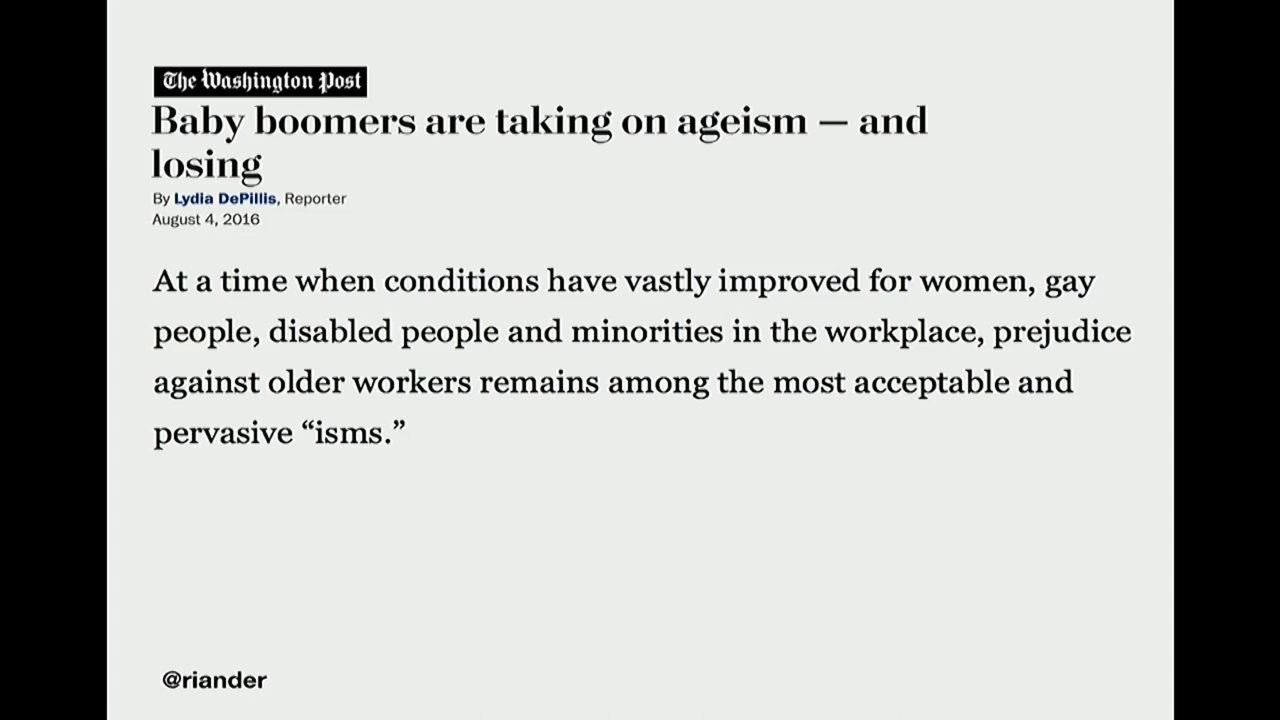 The Washington Post
Baby boomers are taking on ageism — and
losing
By Lydia DePillis, Reporter
August 4, 2016
At a time when conditions have vastly improved for women, gay
people, disabled people and minorities in the workplace, prejudice
against older workers remains among the most acceptable and
pervasive “isms.”
@riander